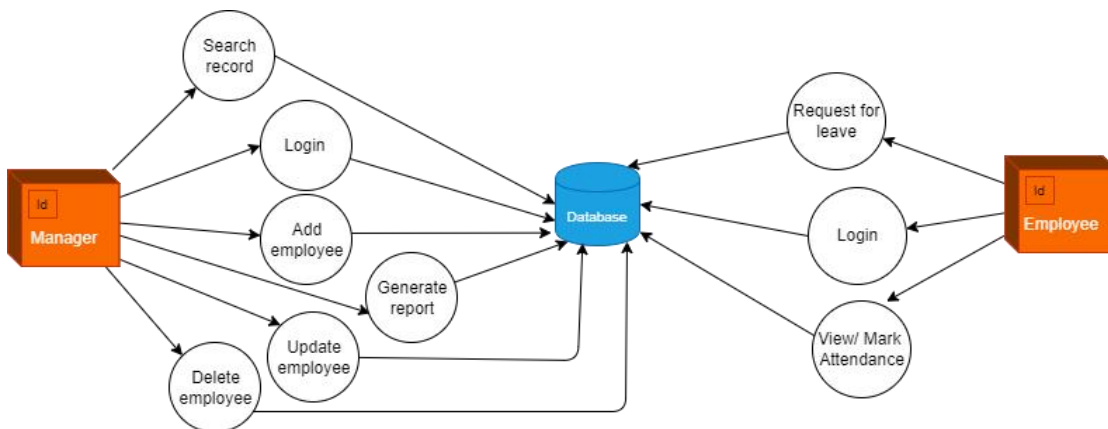 Search
record
Login
Add
employee
Generate
report
Update
employee
Delete
employee
Id
Manager
Database
Request for
leave
Login
View/ Mark
Attendance
Id
Employee